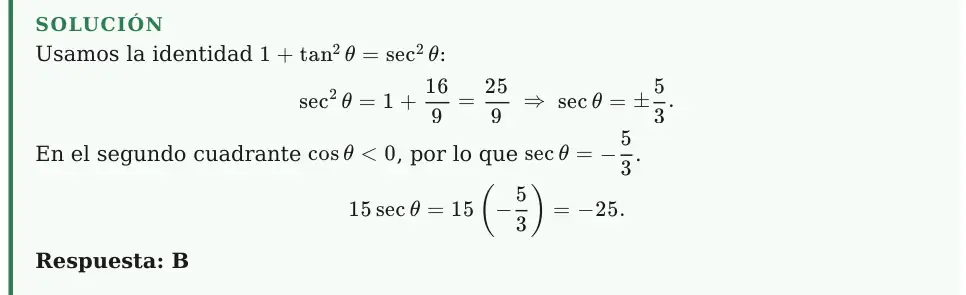 SOLUCIÓN
Usamos la identidad 1 + tan² θ = sec² θ:
sec² θ = 1 + 16/9 = 25/9 ⇒ sec θ = ±5/3.
En el segundo cuadrante cos θ < 0, por lo que sec θ = −5/3.
15 sec θ = 15 (−5/3) = −25.
Respuesta: B